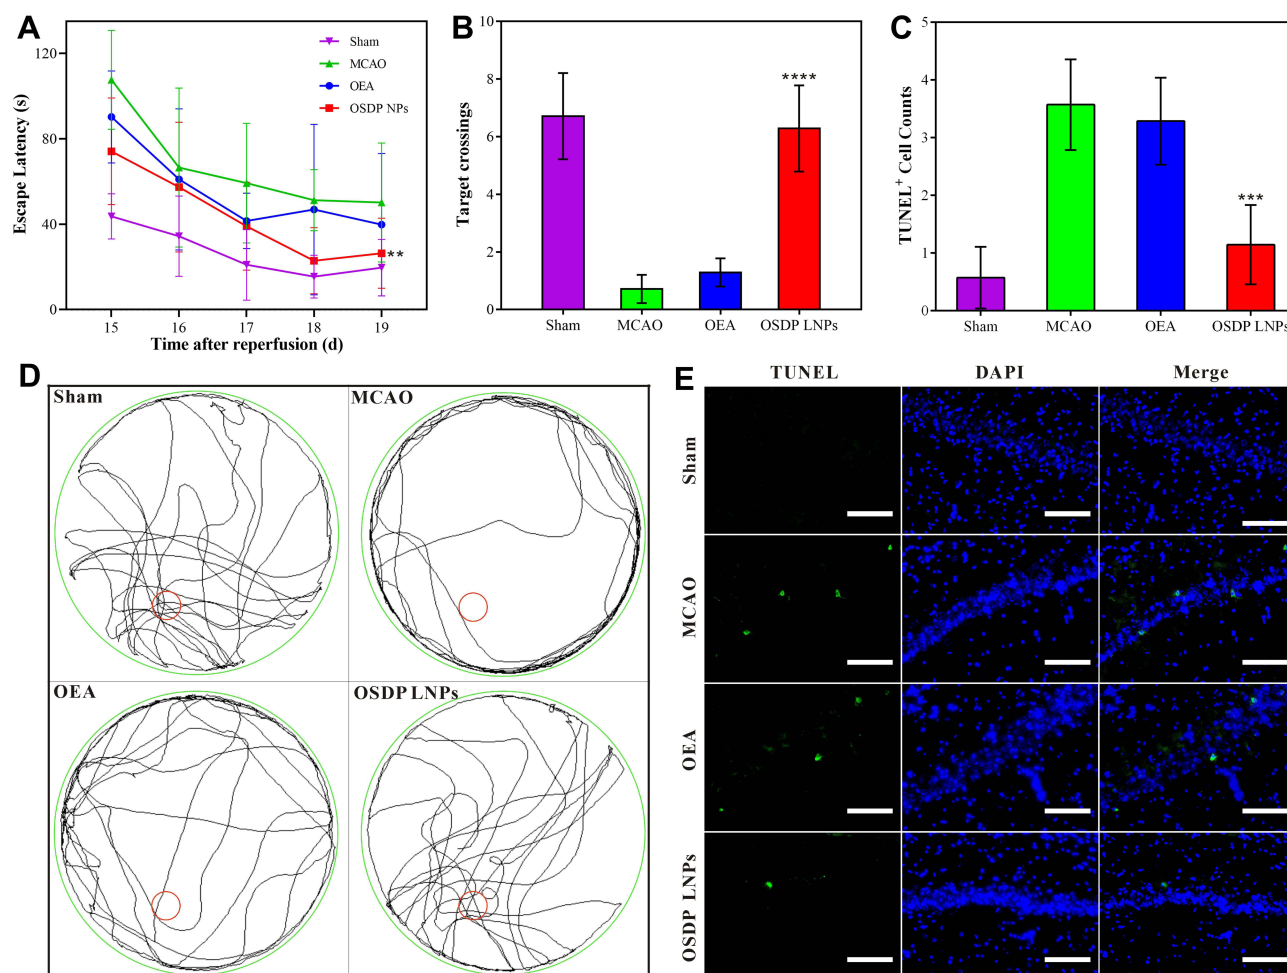 A
Escape Latency (s)
120
80
40
0
15 16 17 18 19
Time after reperfusion (d)
Sham
MCAO
OEA
OSDP NPs
**
B
Target crossings
10
8
6
4
2
0
****
Sham MCAO OEA OSDP LNPs
C
TUNEL+ Cell Counts
5
4
3
2
1
0
***
Sham MCAO OEA OSDP LNPs
D
Sham
MCAO
OEA
OSDP LNPs
E
TUNEL DAPI Merge
Sham
MCAO
OEA
OSDP LNPs